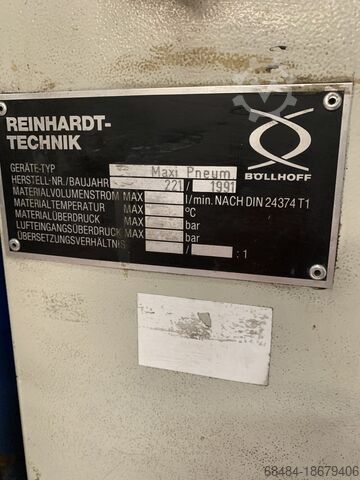 REINHARDT-
TECHNIK
BÖLLHOFF
GERÄTE-TYP Maxi Pneum
HERSTELL-NR./BAUJAHR 221 / 1991
MATERIALVOLUMENSTROM MAX l/min. NACH DIN 24374 T1
MATERIALTEMPERATUR MAX °C
MATERIALÜBERDRUCK MAX bar
LUFTEINGANGSÜBERDRUCK MAX bar
ÜBERSETZUNGSVERHÄLTNIS: : 1
68484-18679406